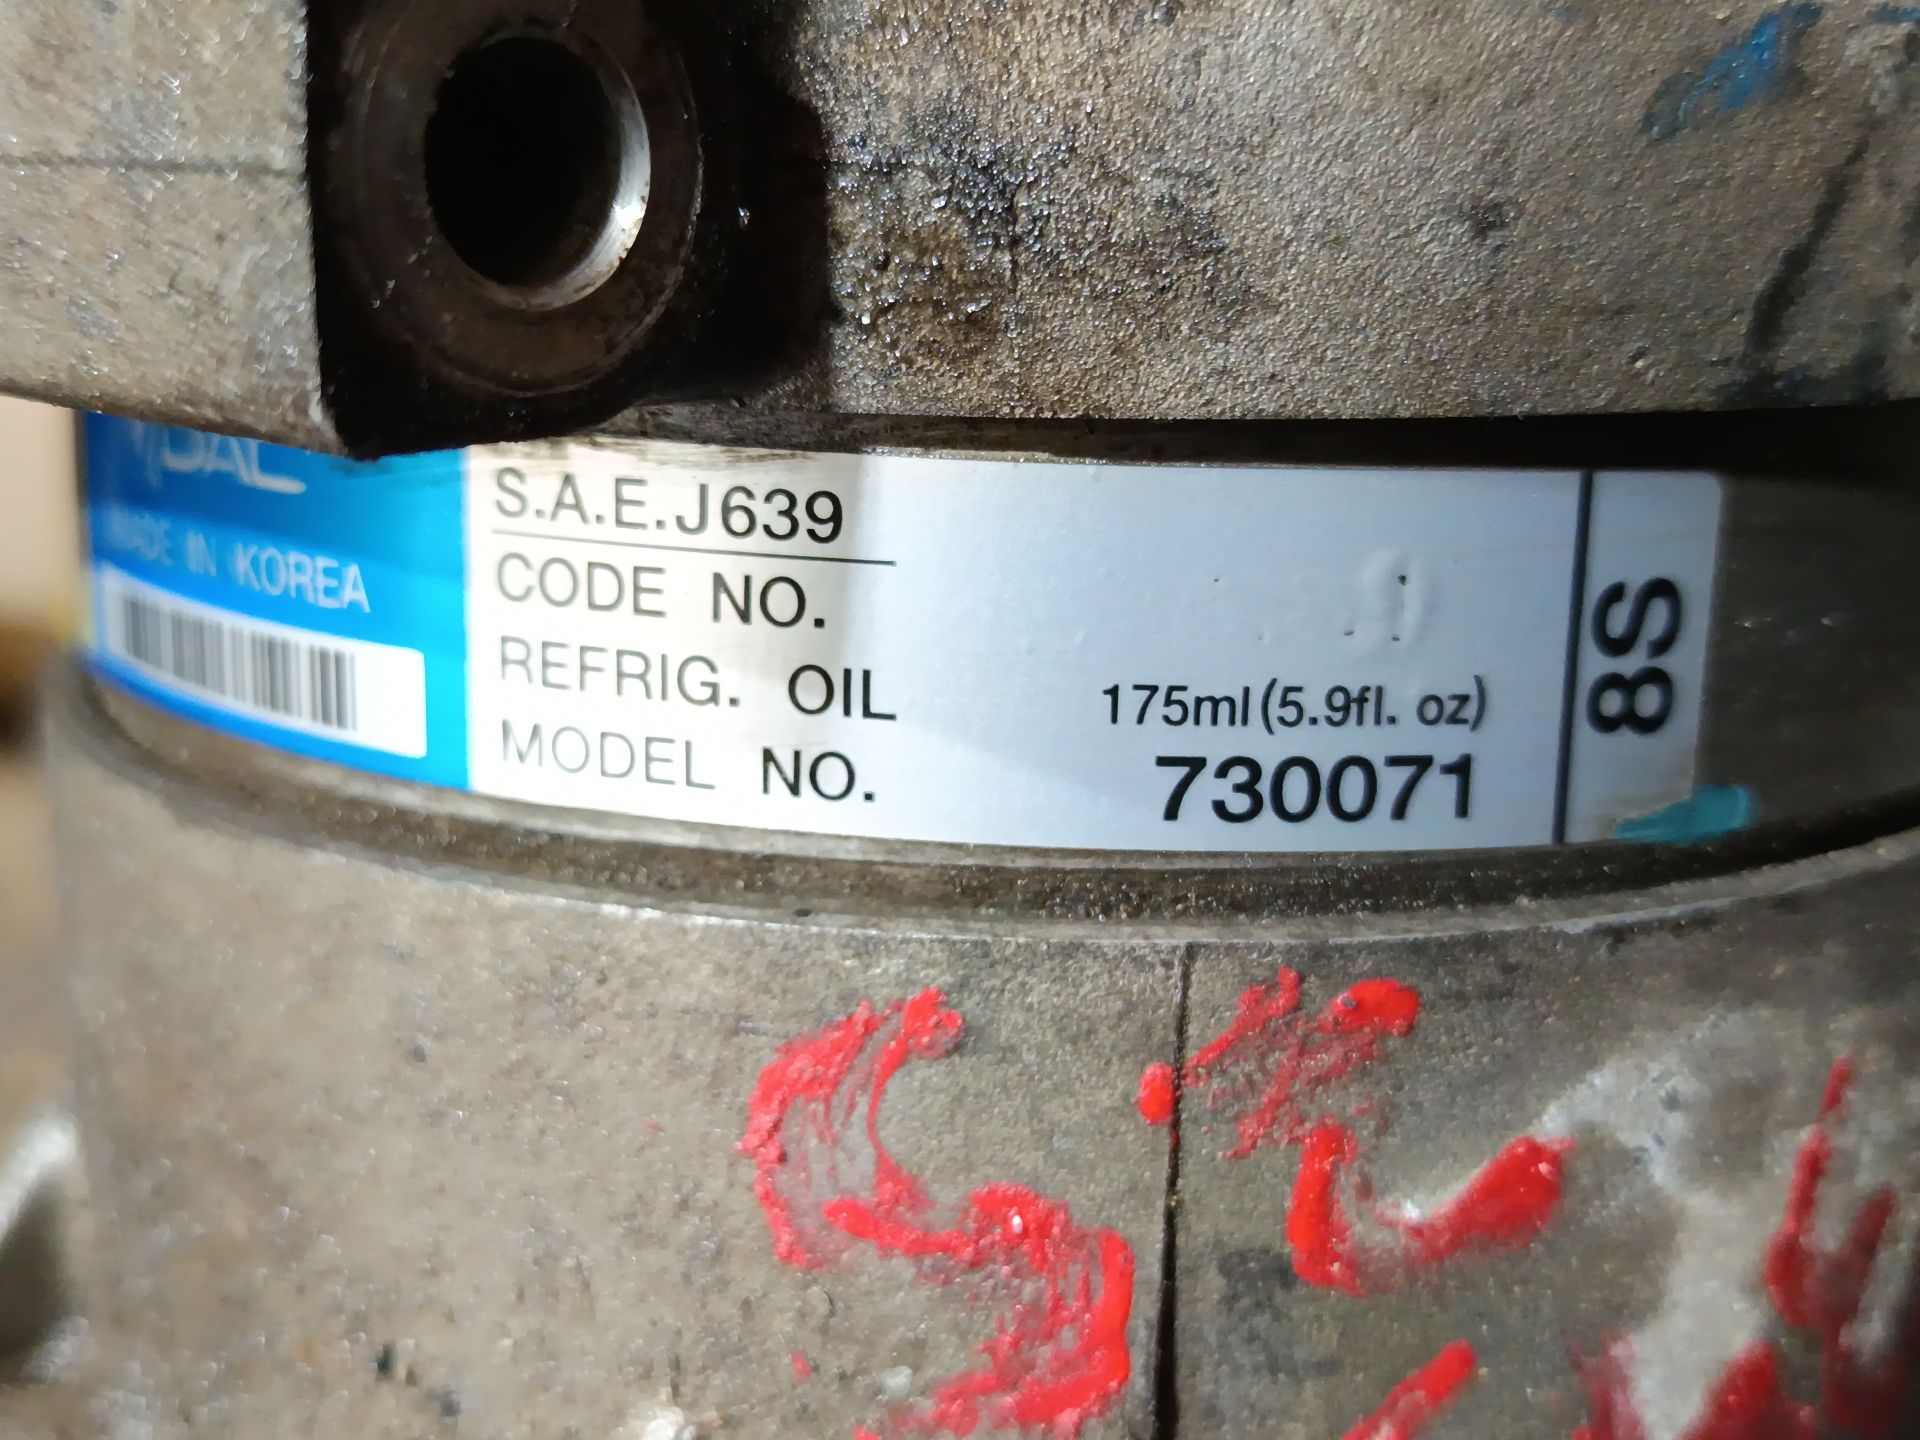 MADE IN KOREA
S.A.E.J639
CODE NO.
REFRIG. OIL 175ml(5.9fl. oz)
MODEL NO. 730071
8S